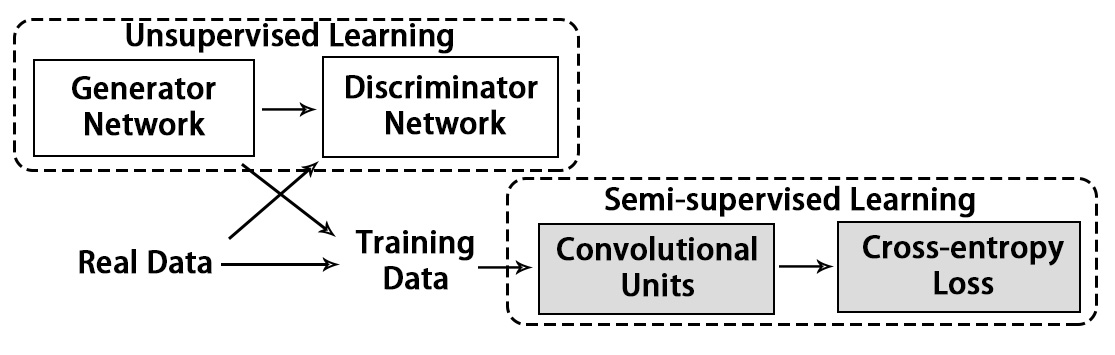 Unsupervised Learning
Generator
Network
Discriminator
Network
Real Data
Training
Data
Semi-supervised Learning
Convolutional
Units
Cross-entropy
Loss